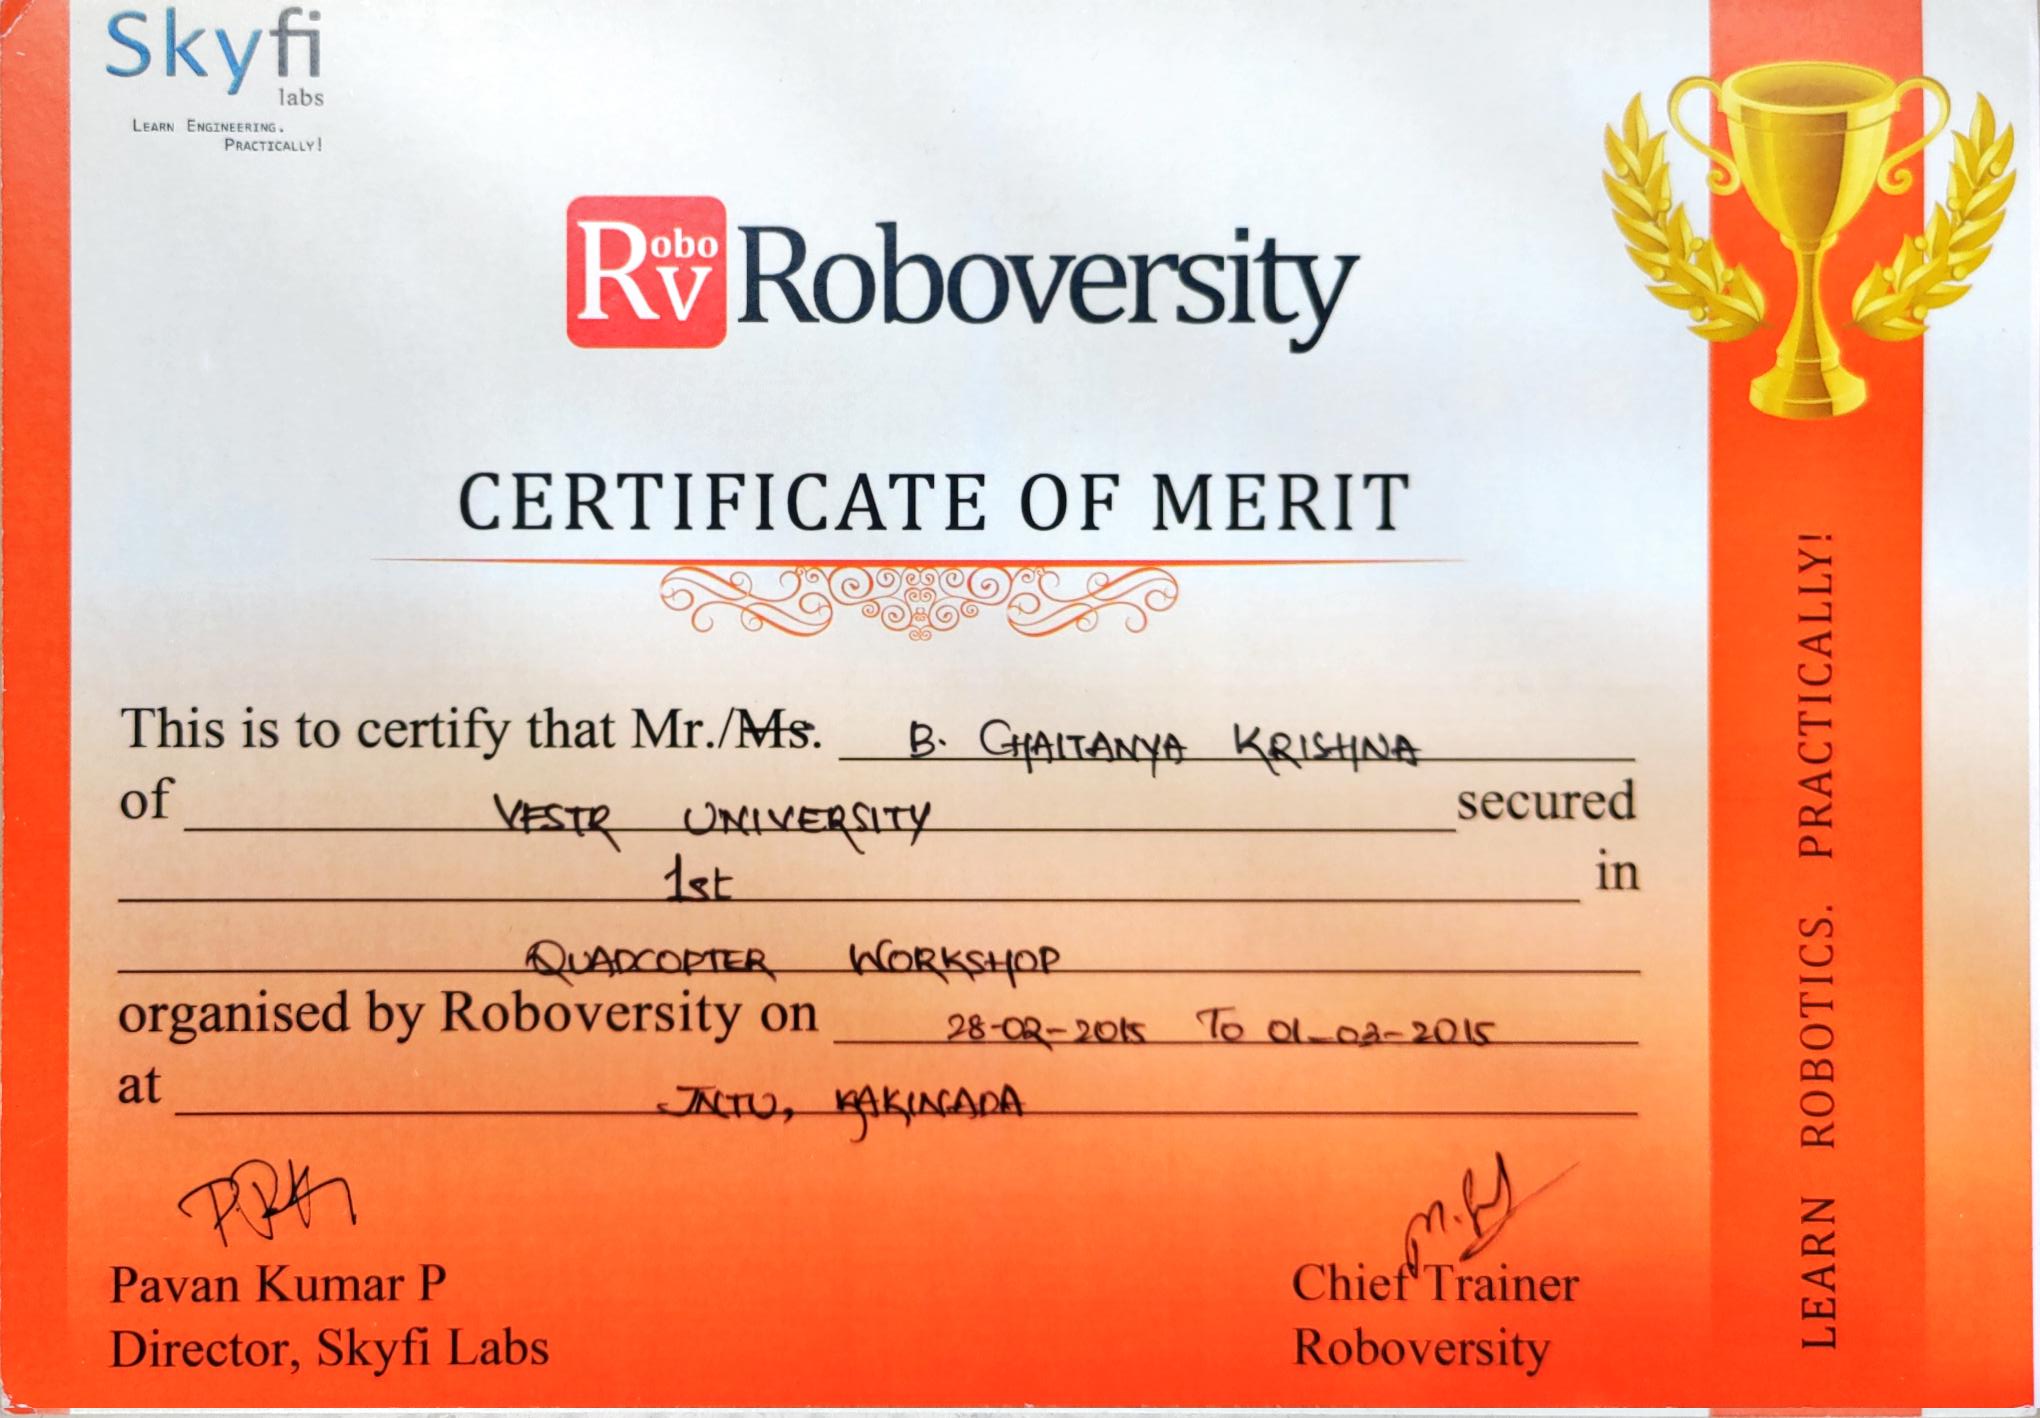 Skyfi
labs
LEARN ENGINEERING.
PRACTICALLY!
Robo V Roboversity
CERTIFICATE OF MERIT
This is to certify that Mr./Ms. B. CHAITANYA KRISHNA
of VFSTR UNIVERSITY secured
1st in
QUADCOPTER WORKSHOP
organised by Roboversity on 28-02-2015 To 01-03-2015
at JNTU, KAKINADA
Pavan Kumar P
Director, Skyfi Labs
Chief Trainer
Roboversity
LEARN ROBOTICS. PRACTICALLY!